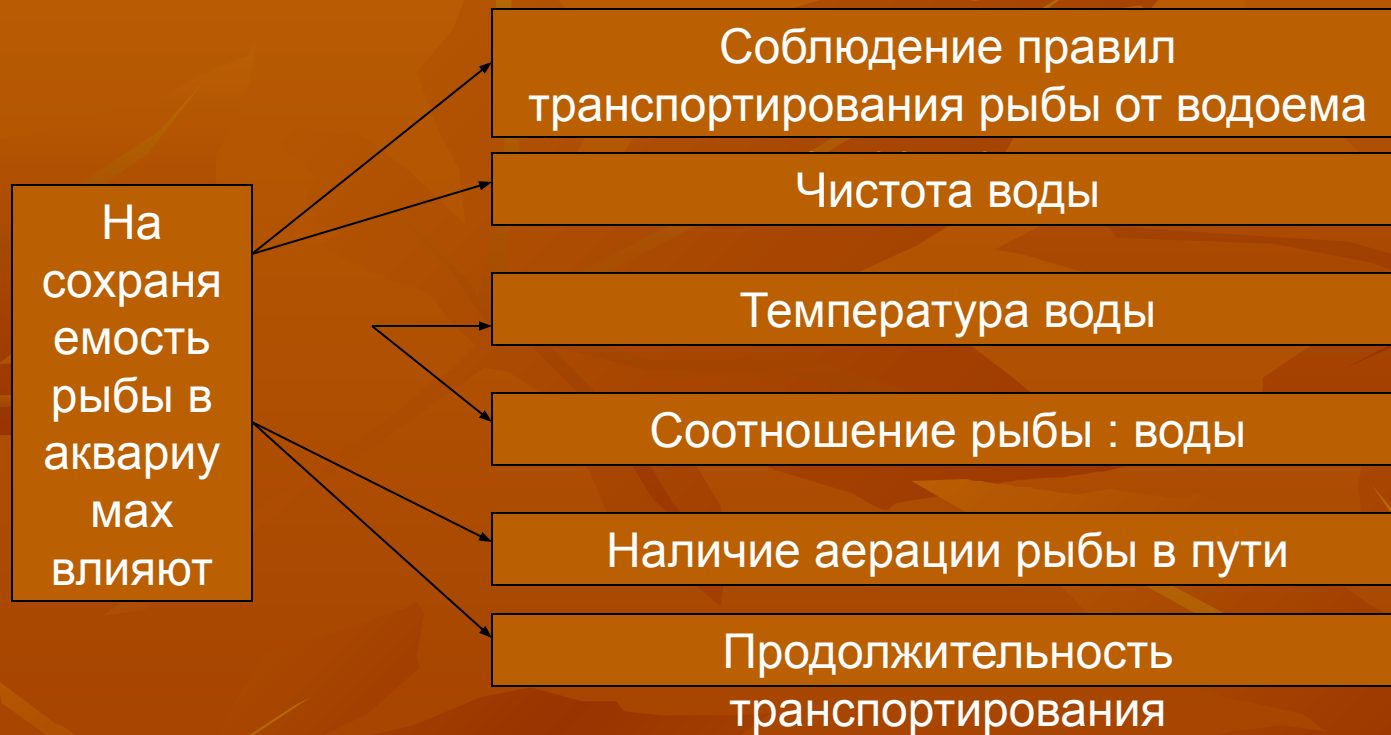 На
сохраня
емость
рыбы в
аквариу
мах
влияют
Соблюдение правил
транспортирования рыбы от водоема
Чистота воды
Температура воды
Соотношение рыбы : воды
Наличие аерации рыбы в пути
Продолжительность
транспортирования